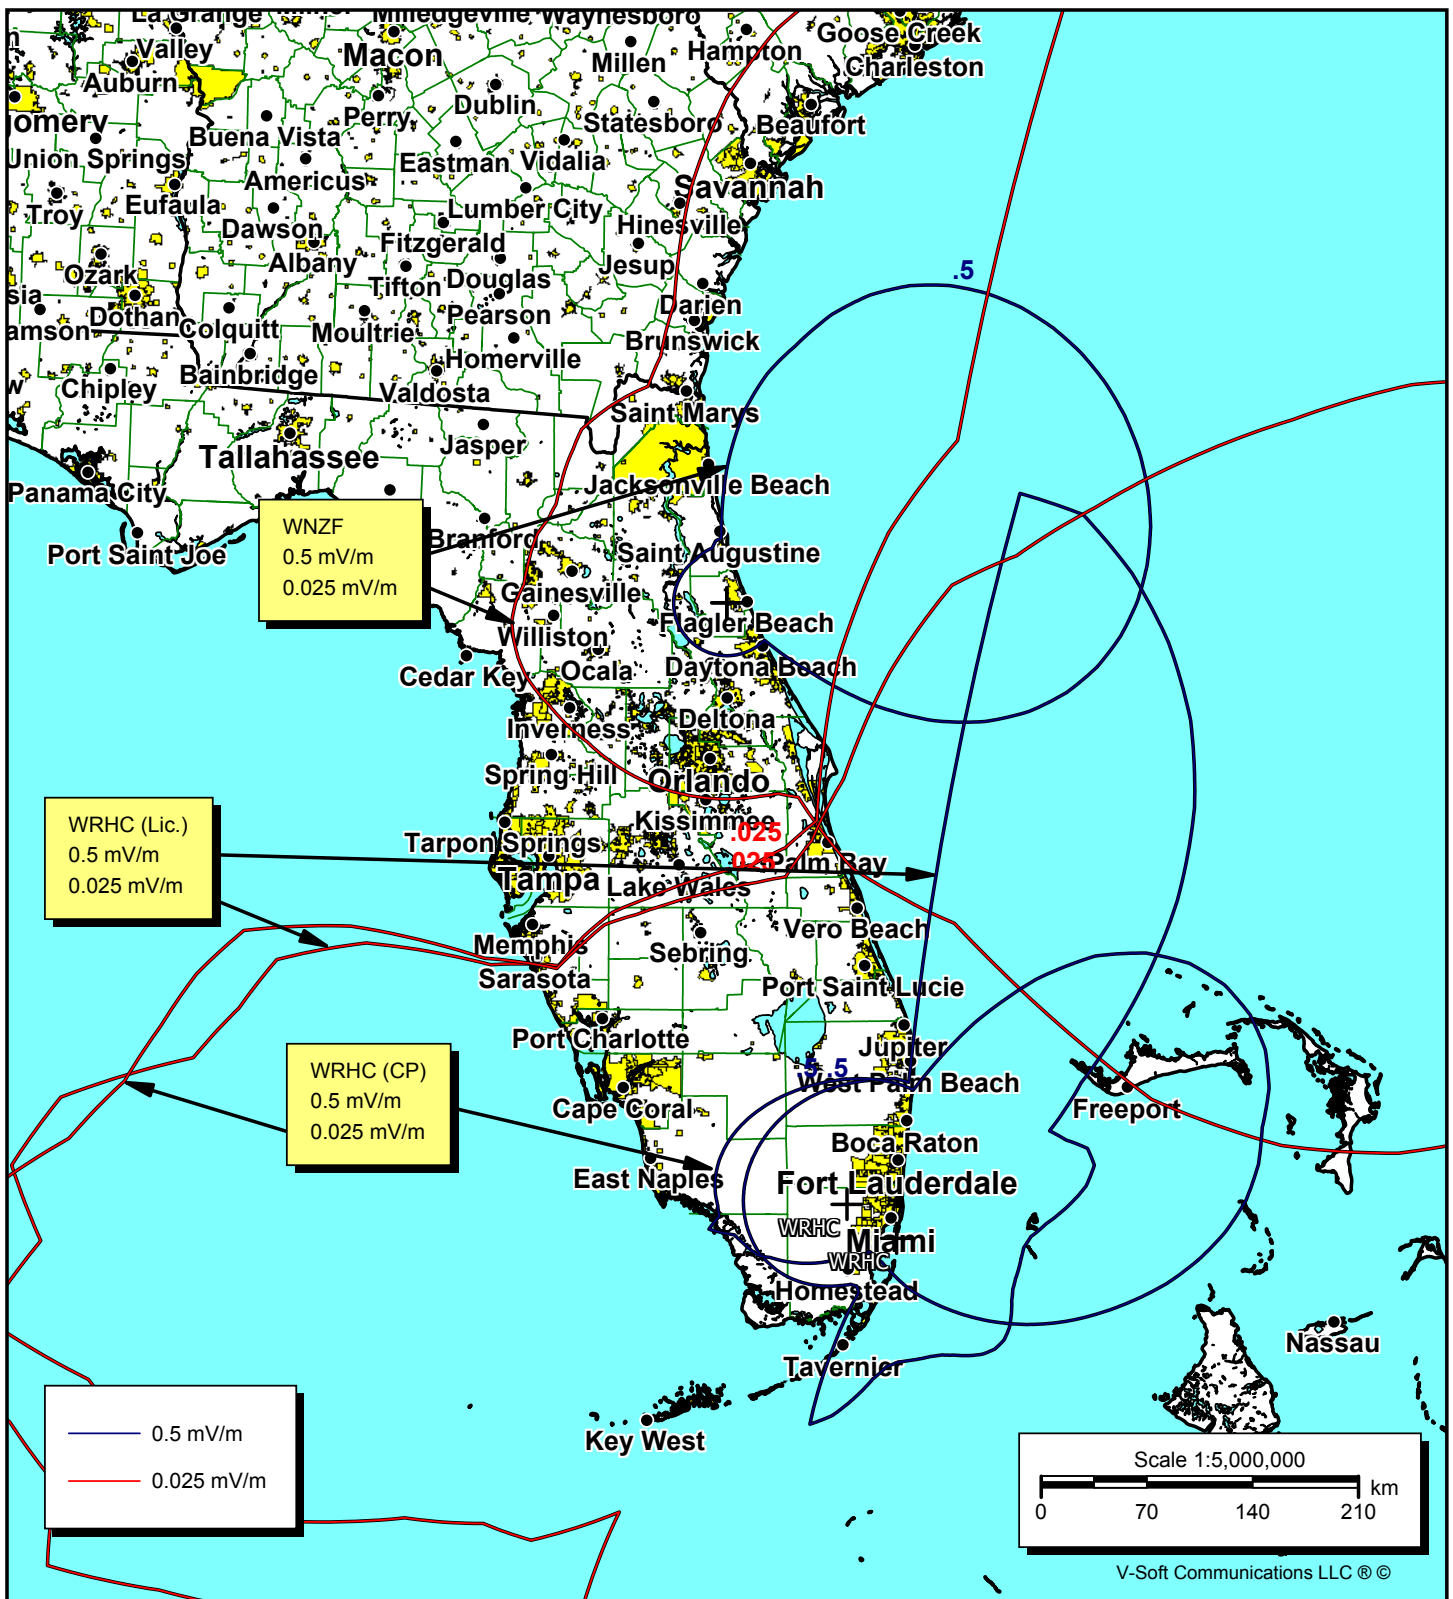 Valley
Macon
Millen
Hampton
Goose Creek
Charleston
Auburn
Perry
Dublin
Statesboro
Beaufort
Buena Vista
Union Springs
Americus
Eastman
Vidalia
Savannah
Troy
Eufaula
Dawson
Lumber City
Hinesville
Ozark
Albany
Fitzgerald
Jesup
Tifton
Douglas
.5
Dothan
Colquitt
Moultrie
Pearson
Darien
Brunswick
Chipley
Bainbridge
Homerville
Valdosta
Saint Marys
Tallahassee
Jasper
Panama City
Jacksonville Beach
WNZF
0.5 mV/m
0.025 mV/m
Port Saint Joe
Branford
Saint Augustine
Gainesville
Williston
Flagler Beach
Cedar Key
Ocala
Daytona Beach
Inverness
Deltona
Spring Hill
Orlando
WRHC (Lic.)
0.5 mV/m
0.025 mV/m
Kissimmee
.025
Tarpon Springs
.025
Palm Bay
Tampa
Lake Wales
Memphis
Sebring
Vero Beach
Sarasota
Port Saint Lucie
Port Charlotte
Jupiter
WRHC (CP)
0.5 mV/m
0.025 mV/m
.5 .5
West Palm Beach
Cape Coral
Freeport
Boca Raton
East Naples
Fort Lauderdale
WRHC
Miami
WRHC
Homestead
Nassau
Tavernier
Key West
0.5 mV/m
0.025 mV/m
Scale 1:5,000,000
km
0 70 140 210
V-Soft Communications LLC ® ©